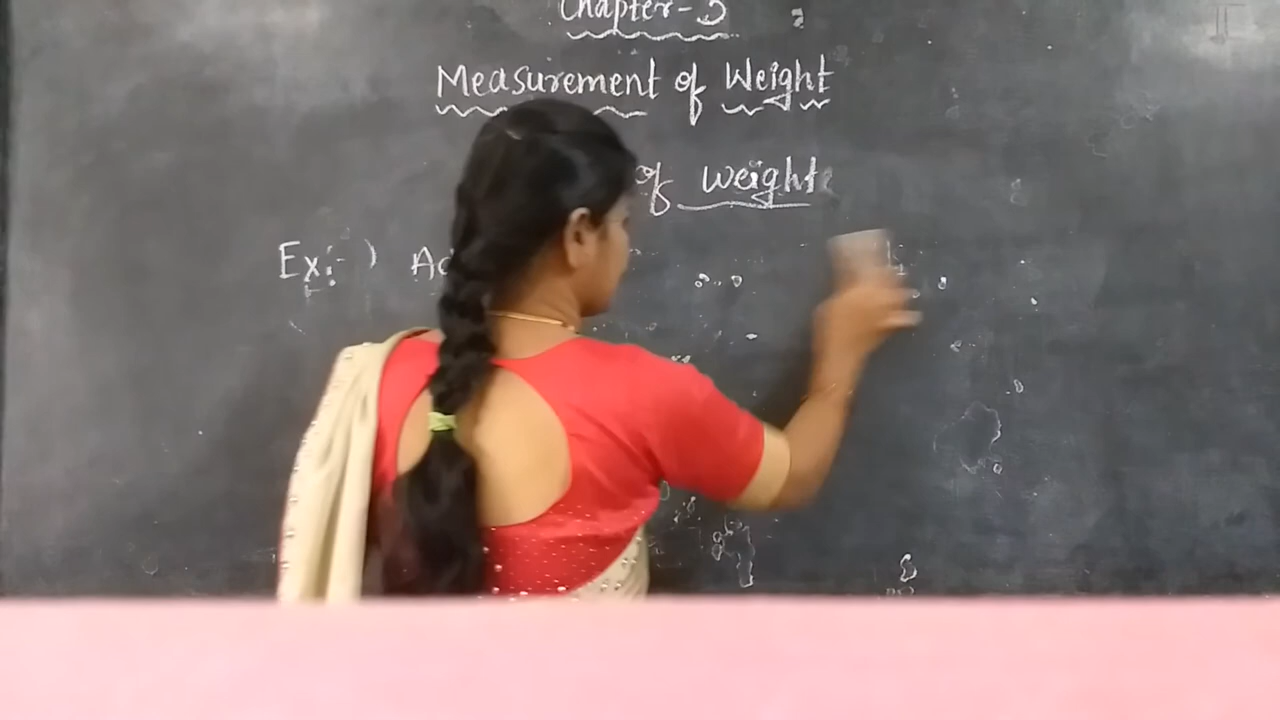 Chapter-5
Measurement of Weight
of weight
Ex:- )